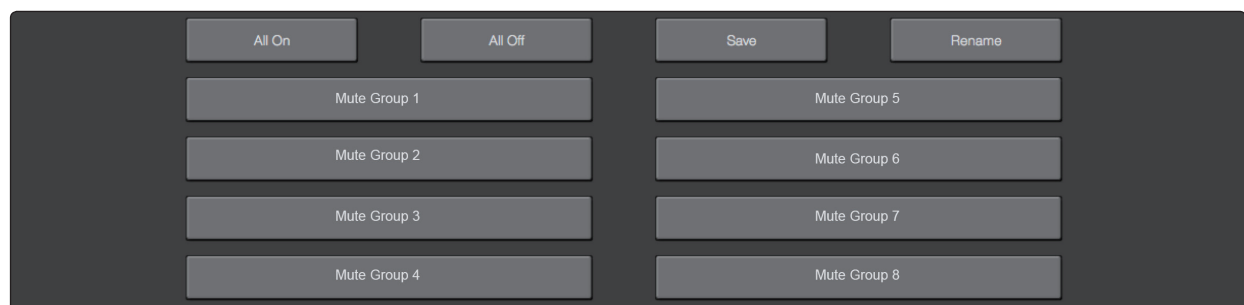 All On All Off Save Rename
Mute Group 1 Mute Group 5
Mute Group 2 Mute Group 6
Mute Group 3 Mute Group 7
Mute Group 4 Mute Group 8